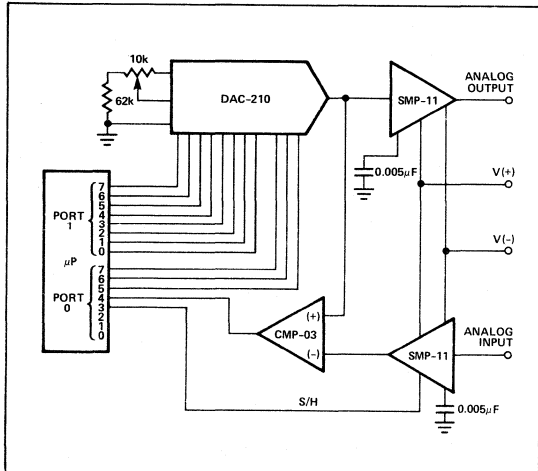 10k
62k
DAC-210
SMP-11
ANALOG
OUTPUT
0.005μF
V(+)
V(-)
PORT
1
7
6
5
4
3
2
1
0
μP
PORT
0
7
6
5
4
3
2
1
0
CMP-03
(+)
(-)
SMP-11
ANALOG
INPUT
S/H
0.005μF